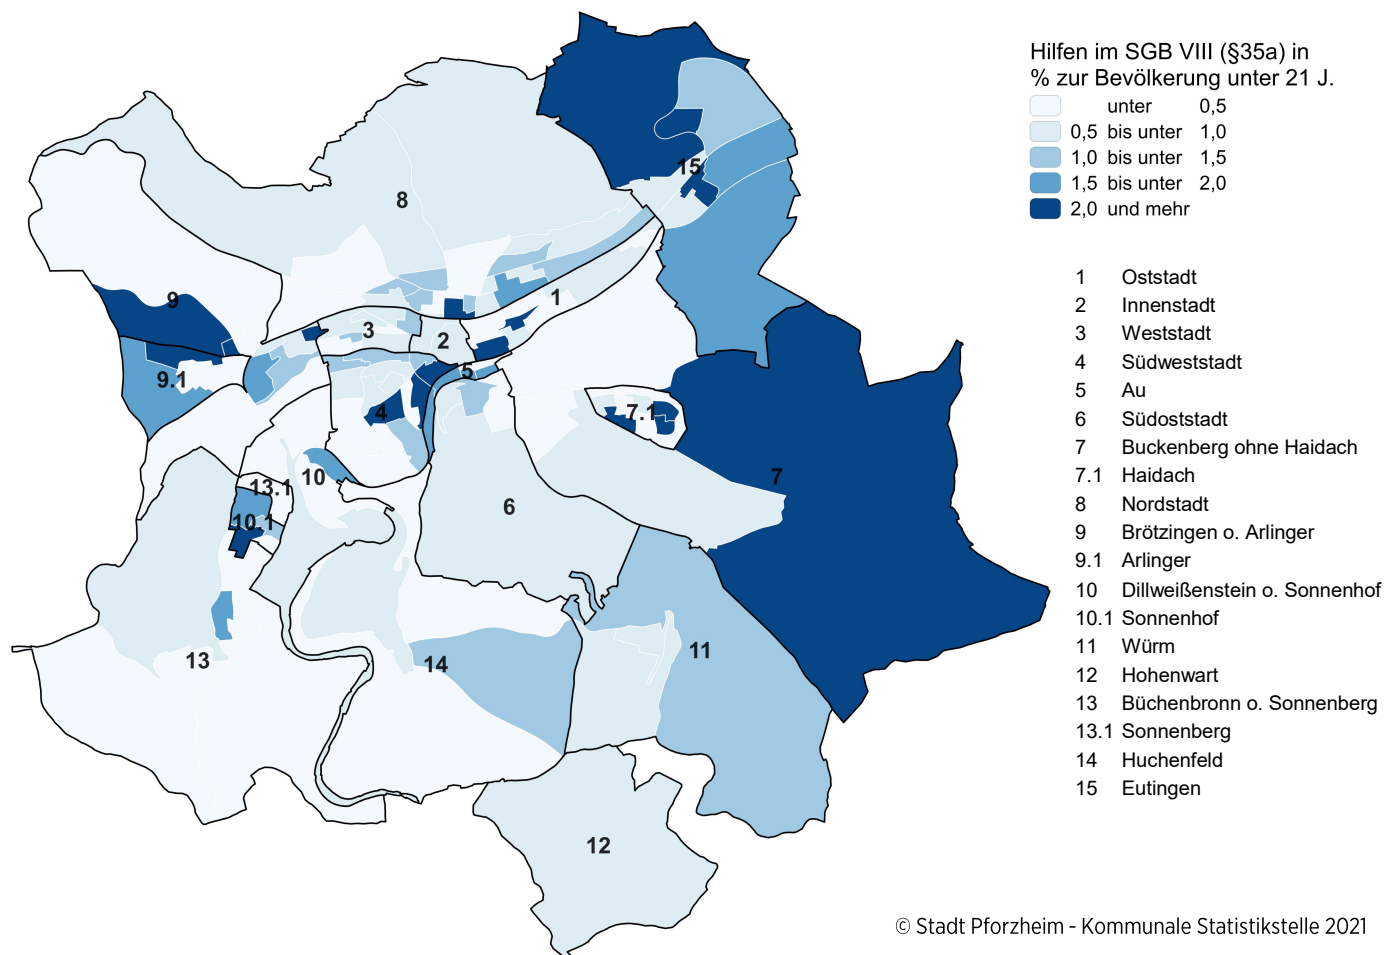 Hilfen im SGB VIII (§35a) in
% zur Bevölkerung unter 21 J.
unter 0,5
0,5 bis unter 1,0
1,0 bis unter 1,5
1,5 bis unter 2,0
2,0 und mehr
1 Oststadt
2 Innenstadt
3 Weststadt
4 Südweststadt
5 Au
6 Südoststadt
7 Buckenberg ohne Haidach
7.1 Haidach
8 Nordstadt
9 Brötzingen o. Arlinger
9.1 Arlinger
10 Dillweißenstein o. Sonnenhof
10.1 Sonnenhof
11 Würm
12 Hohenwart
13 Büchenbronn o. Sonnenberg
13.1 Sonnenberg
14 Huchenfeld
15 Eutingen
15
8
9
1
3
2
5
9.1
4
7.1
10
7
13.1
6
10.1
11
13
14
12
© Stadt Pforzheim - Kommunale Statistikstelle 2021